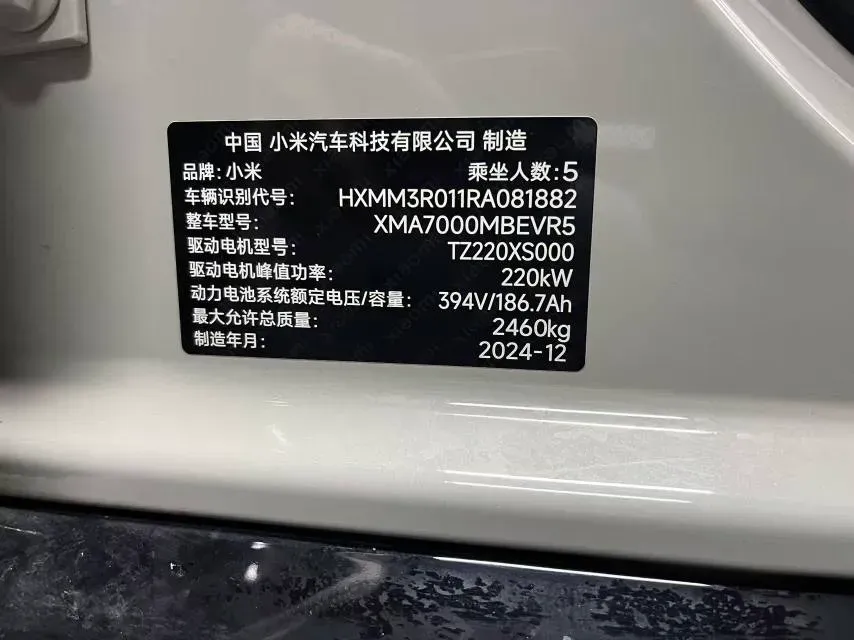 中国 小米汽车科技有限公司 制造
品牌: 小米 乘坐人数: 5
车辆识别代号: HXMM3R011RA081882
整车型号: XMA7000MBEVR5
驱动电机型号: TZ220XS000
驱动电机峰值功率: 220kW
动力电池系统额定电压/容量: 394V/186.7Ah
最大允许总质量: 2460kg
制造年月: 2024-12